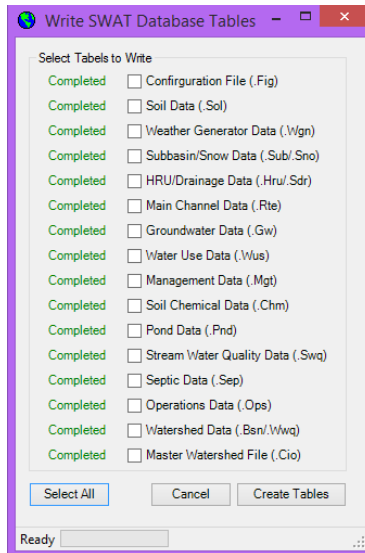 Write SWAT Database Tables
Select Tabels to Write
Completed Confirguration File (.Fig)
Completed Soil Data (.Sol)
Completed Weather Generator Data (.Wgn)
Completed Subbasin/Snow Data (.Sub/.Sno)
Completed HRU/Drainage Data (.Hru/.Sdr)
Completed Main Channel Data (.Rte)
Completed Groundwater Data (.Gw)
Completed Water Use Data (.Wus)
Completed Management Data (.Mgt)
Completed Soil Chemical Data (.Chm)
Completed Pond Data (.Pnd)
Completed Stream Water Quality Data (.Swq)
Completed Septic Data (.Sep)
Completed Operations Data (.Ops)
Completed Watershed Data (.Bsn/.Wwq)
Completed Master Watershed File (.Cio)
Select All Cancel Create Tables
Ready